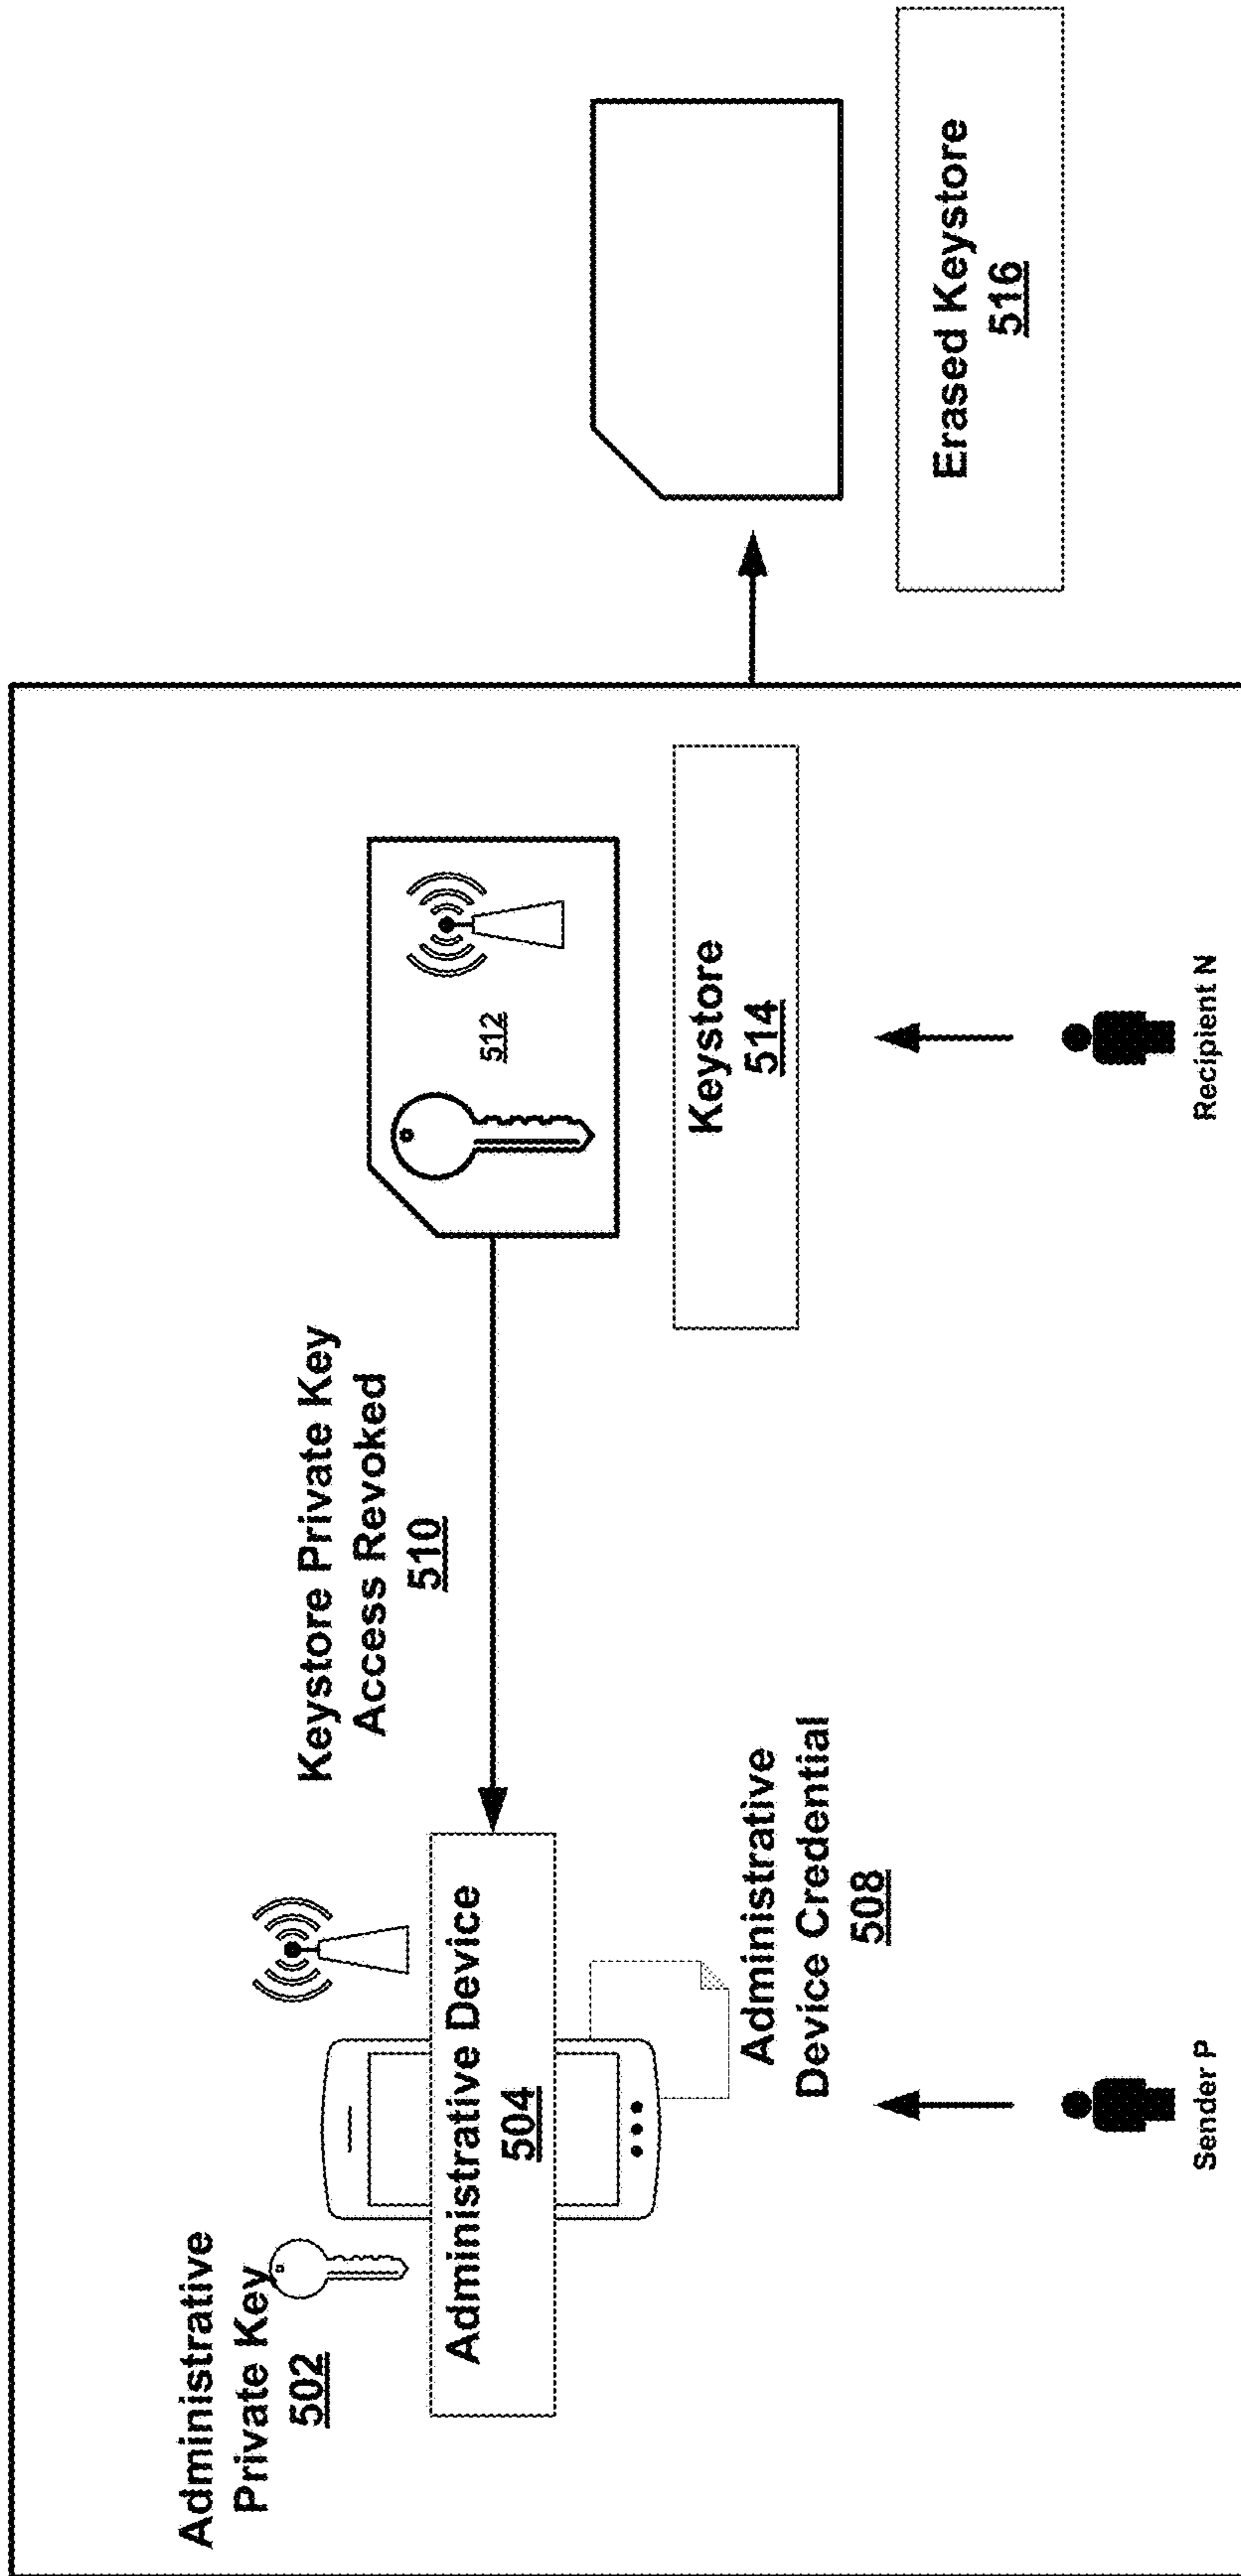 Administrative
Private Key
502
Administrative Device
504
Administrative
Device Credential
508
Sender P
Keystore Private Key
Access Revoked
510
512
Keystore
514
Recipient N
Erased Keystore
516